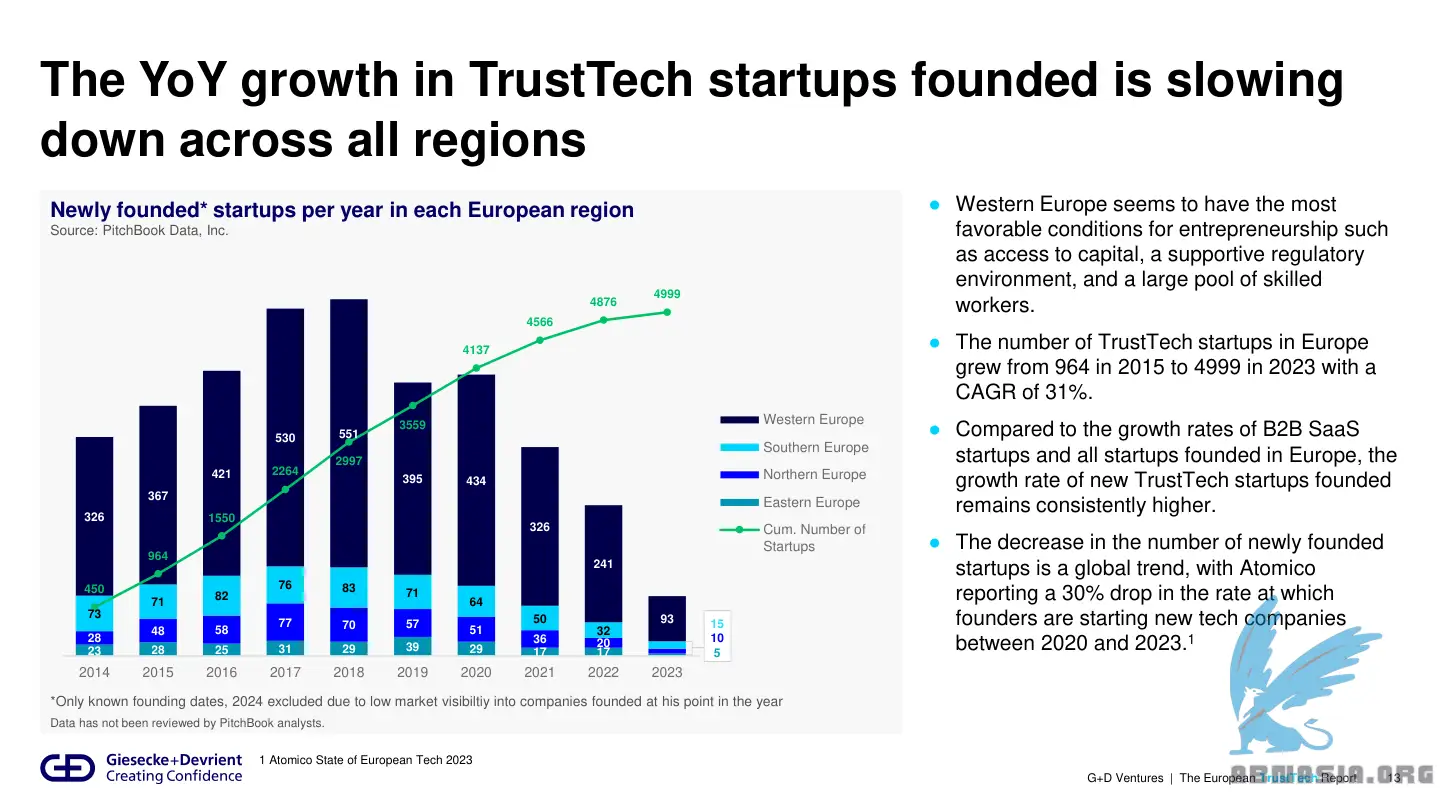 The YoY growth in TrustTech startups founded is slowing
down across all regions
Newly founded* startups per year in each European region
Source: PitchBook Data, Inc.
4999
4876
4566
4137
3559
2997
2264
1550
964
450
326
367
421
530
551
395
434
326
241
93
73
71
82
76
83
71
64
50
32
15
28
48
58
77
70
57
51
36
20
10
23
28
25
31
29
39
29
17
17
5
2014 2015 2016 2017 2018 2019 2020 2021 2022 2023
Western Europe
Southern Europe
Northern Europe
Eastern Europe
Cum. Number of
Startups
*Only known founding dates, 2024 excluded due to low market visibiltiy into companies founded at his point in the year
Data has not been reviewed by PitchBook analysts.
● Western Europe seems to have the most
favorable conditions for entrepreneurship such
as access to capital, a supportive regulatory
environment, and a large pool of skilled
workers.
● The number of TrustTech startups in Europe
grew from 964 in 2015 to 4999 in 2023 with a
CAGR of 31%.
● Compared to the growth rates of B2B SaaS
startups and all startups founded in Europe, the
growth rate of new TrustTech startups founded
remains consistently higher.
● The decrease in the number of newly founded
startups is a global trend, with Atomico
reporting a 30% drop in the rate at which
founders are starting new tech companies
between 2020 and 2023.¹
Giesecke+Devrient
Creating Confidence
1 Atomico State of European Tech 2023
G+D Ventures | The European TrustTech Report 13
ARMASIA.ORG